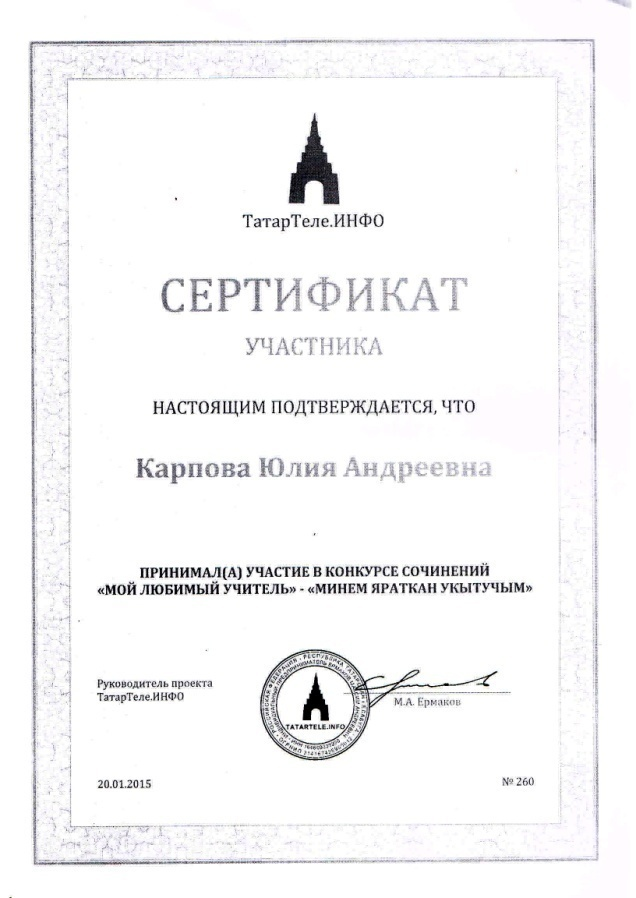 ТатарТеле.ИНФО
СЕРТИФИКАТ
УЧАСТНИКА
НАСТОЯЩИМ ПОДТВЕРЖДАЕТСЯ, ЧТО
Карпова Юлия Андреевна
ПРИНИМАЛ(А) УЧАСТИЕ В КОНКУРСЕ СОЧИНЕНИЙ
«МОЙ ЛЮБИМЫЙ УЧИТЕЛЬ» - «МИНЕМ ЯРАТКАН УКЫТУЧЫМ»
Руководитель проекта
ТатарТеле.ИНФО
TATARTELE.INFO
М.А. Ермаков
20.01.2015
№ 260